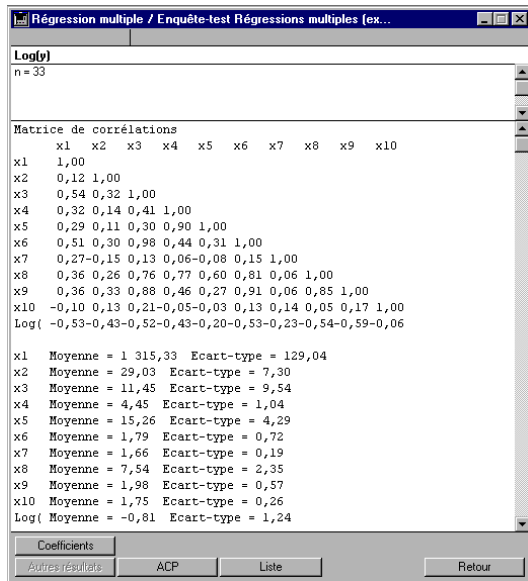 Régression multiple / Enquête-test Régressions multiples (ex...
Log(y)
n = 33
Matrice de corrélations
x1 x2 x3 x4 x5 x6 x7 x8 x9 x10
x1 1,00
x2 0,12 1,00
x3 0,54 0,32 1,00
x4 0,32 0,14 0,41 1,00
x5 0,29 0,11 0,30 0,90 1,00
x6 0,51 0,30 0,98 0,44 0,31 1,00
x7 0,27-0,15 0,13 0,06-0,08 0,15 1,00
x8 0,36 0,26 0,76 0,77 0,60 0,81 0,06 1,00
x9 0,36 0,33 0,88 0,46 0,27 0,91 0,06 0,85 1,00
x10 -0,10 0,13 0,21-0,05-0,03 0,13 0,14 0,05 0,17 1,00
Log( -0,53-0,43-0,52-0,43-0,20-0,53-0,23-0,54-0,59-0,06
x1 Moyenne = 1 315,33 Ecart-type = 129,04
x2 Moyenne = 29,03 Ecart-type = 7,30
x3 Moyenne = 11,45 Ecart-type = 9,54
x4 Moyenne = 4,45 Ecart-type = 1,04
x5 Moyenne = 15,26 Ecart-type = 4,29
x6 Moyenne = 1,79 Ecart-type = 0,72
x7 Moyenne = 1,66 Ecart-type = 0,19
x8 Moyenne = 7,54 Ecart-type = 2,35
x9 Moyenne = 1,98 Ecart-type = 0,57
x10 Moyenne = 1,75 Ecart-type = 0,26
Log( Moyenne = -0,81 Ecart-type = 1,24
Coefficients
Autres résultats ACP Liste Retour